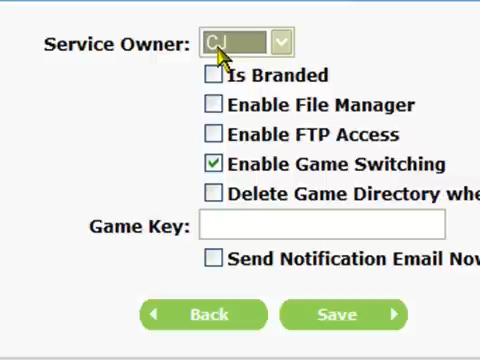 Service Owner: CJ
Is Branded
Enable File Manager
Enable FTP Access
Enable Game Switching
Delete Game Directory whe
Game Key:
Send Notification Email Now
Back Save